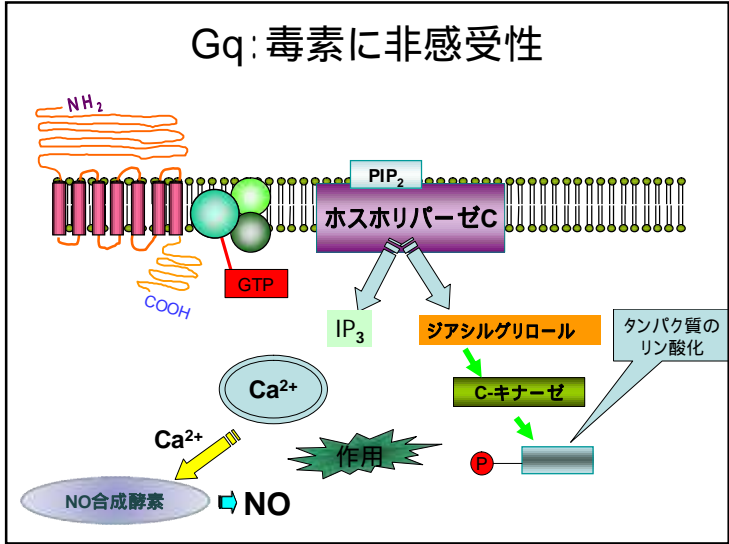 Gq:毒素に非感受性
NH₂
PIP₂
ホスホリパーゼC
GTP
COOH
IP₃
ジアシルグリロール
タンパク質の
リン酸化
C-キナーゼ
Ca²⁺
Ca²⁺
作用
P
NO合成酵素
NO